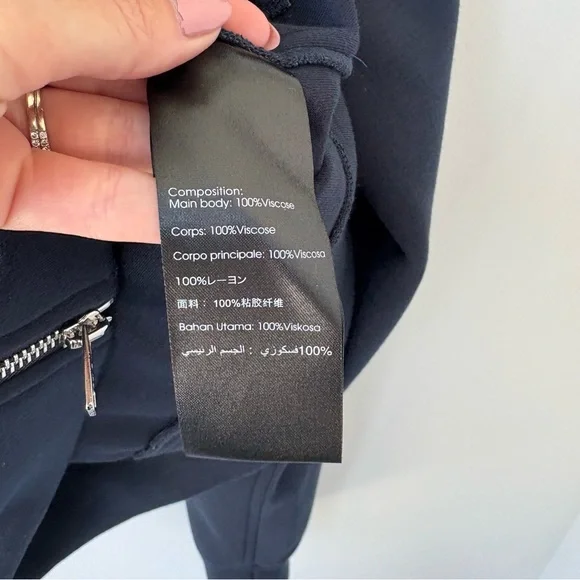 Composition:
Main body: 100%Viscose
Corps: 100%Viscose
Corpo principale: 100%Viscosa
100%レーヨン
面料： 100%粘胶纤维
Bahan Utama: 100%Viskosa
100%فسكوزي : الجسم الرئيسي